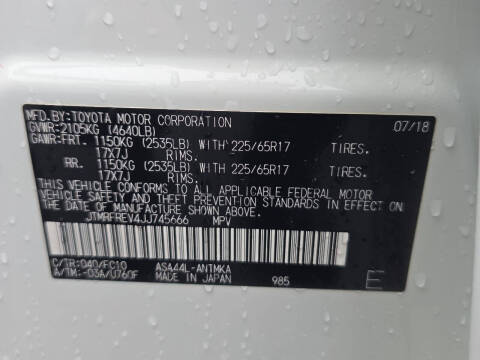 MFD.BY:TOYOTA MOTOR CORPORATION 07/18
GVWR:2105KG (4640LB)
GAWR:FRT. 1150KG (2535LB) WITH 225/65R17 TIRES.
17X7J RIMS.
RR. 1150KG (2535LB) WITH 225/65R17 TIRES.
17X7J RIMS.
THIS VEHICLE CONFORMS TO ALL APPLICABLE FEDERAL MOTOR
VEHICLE SAFETY AND THEFT PREVENTION STANDARDS IN EFFECT ON
THE DATE OF MANUFACTURE SHOWN ABOVE.
JTMRFREV4JJ745666 MPV
C/TR:040/FC10 ASA44L-ANTMKA
A/TM:-03A/U760F MADE IN JAPAN 985 E